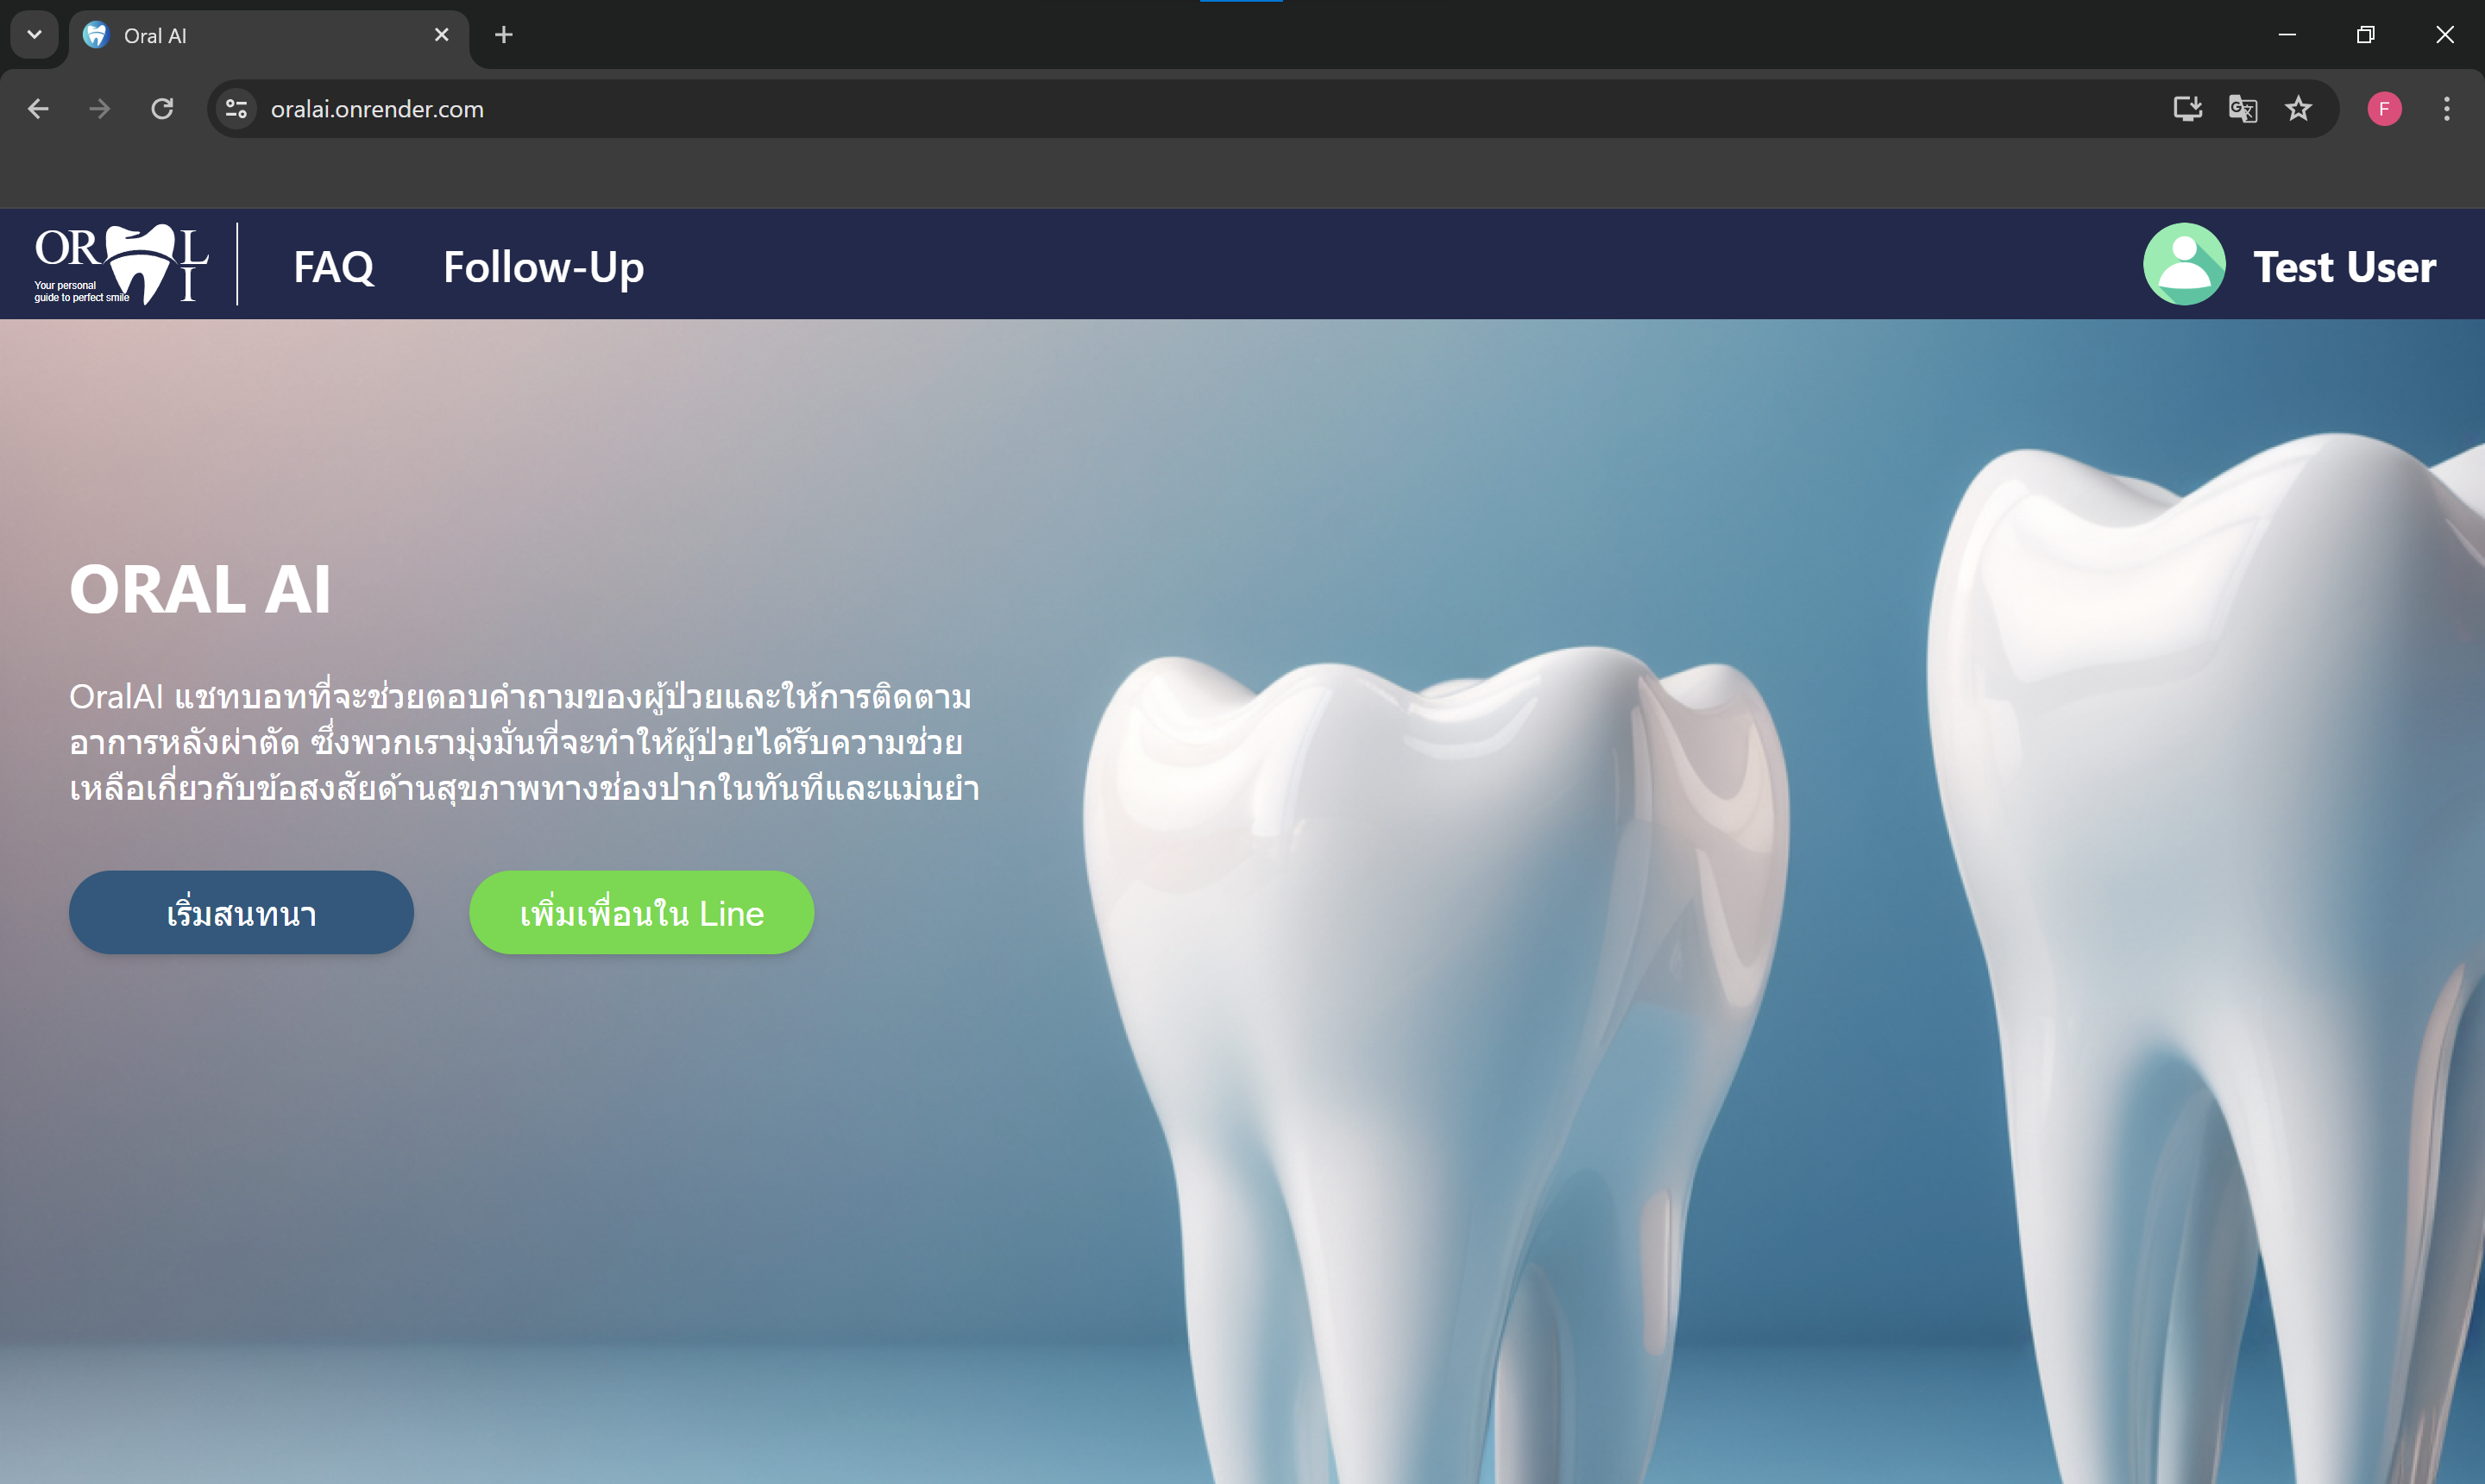 Oral AI
oralai.onrender.com
F
ORAL
I
Your personal
guide to perfect smile
FAQ
Follow-Up
Test User
ORAL AI
OralAI แชทบอทที่จะช่วยตอบคำถามของผู้ป่วยและให้การติดตาม
อาการหลังผ่าตัด ซึ่งพวกเรามุ่งมั่นที่จะทำให้ผู้ป่วยได้รับความช่วย
เหลือเกี่ยวกับข้อสงสัยด้านสุขภาพทางช่องปากในทันทีและแม่นยำ
เริ่มสนทนา
เพิ่มเพื่อนใน Line